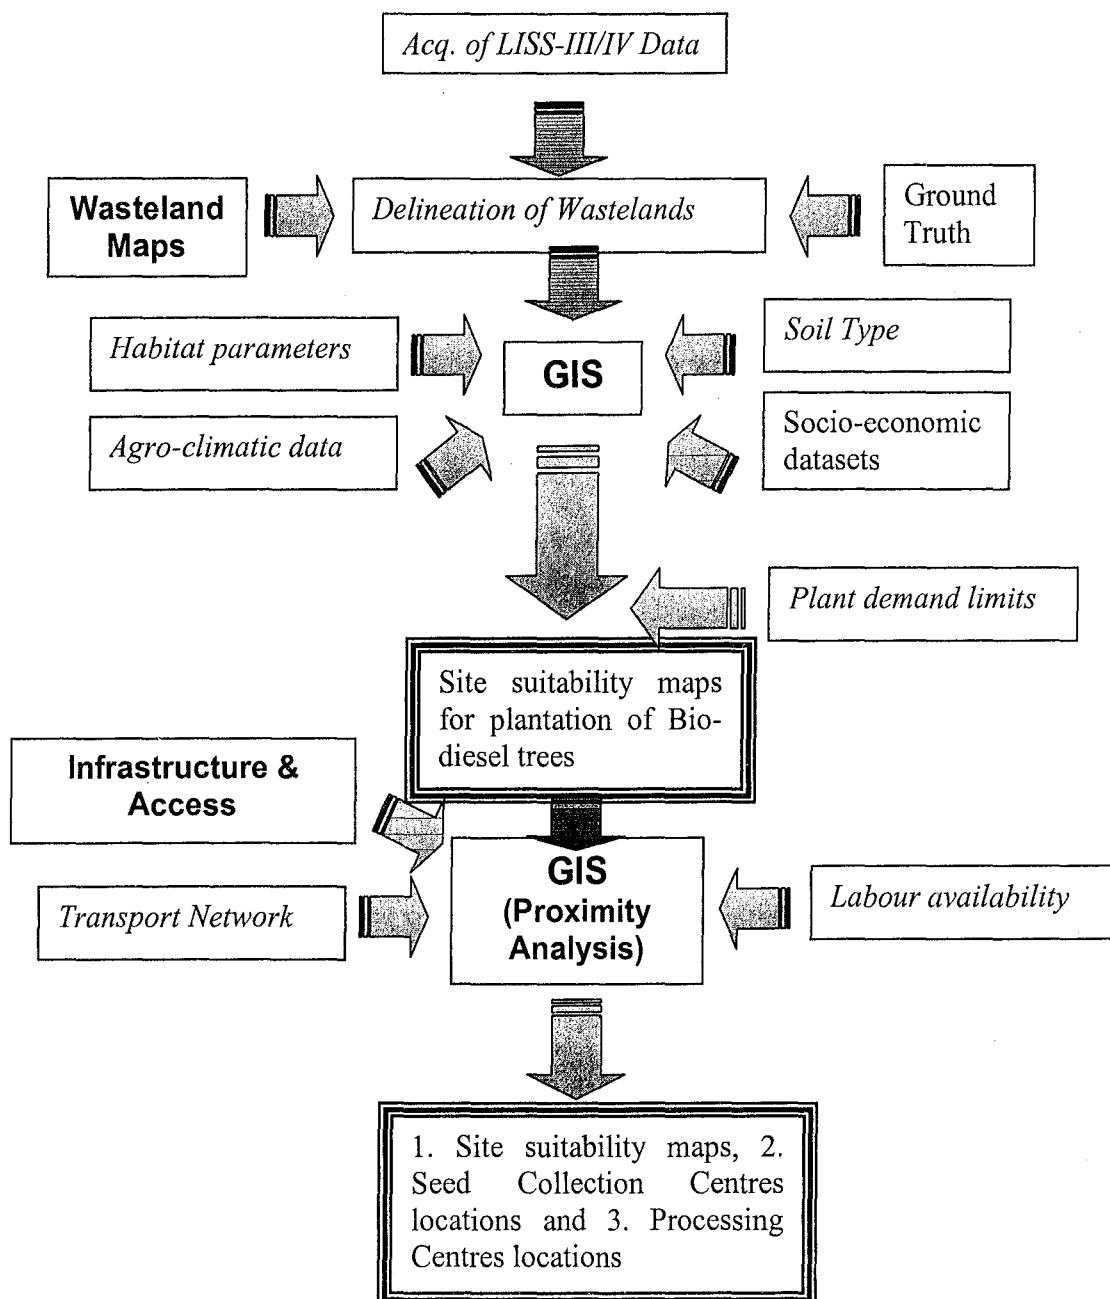 Acq. of LISS-III/IV Data
Wasteland
Maps
Delineation of Wastelands
Ground
Truth
Habitat parameters
GIS
Soil Type
Agro-climatic data
Socio-economic
datasets
Plant demand limits
Site suitability maps
for plantation of Bio-
diesel trees
Infrastructure &
Access
GIS
(Proximity
Analysis)
Transport Network
Labour availability
1. Site suitability maps, 2.
Seed Collection Centres
locations and 3. Processing
Centres locations